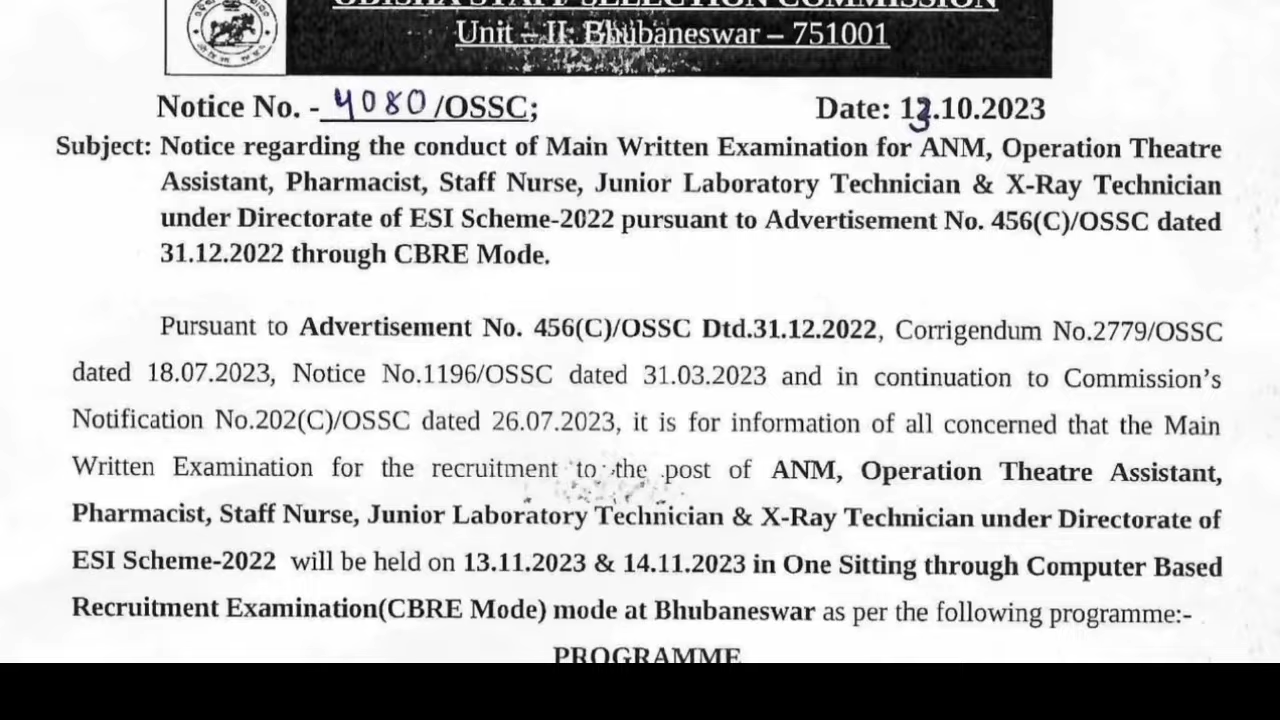 ODISHA STAFF SELECTION COMMISSION
Unit – II: Bhubaneswar – 751001
Notice No. - 4080 /OSSC; Date: 13.10.2023
Subject: Notice regarding the conduct of Main Written Examination for ANM, Operation Theatre
Assistant, Pharmacist, Staff Nurse, Junior Laboratory Technician & X-Ray Technician
under Directorate of ESI Scheme-2022 pursuant to Advertisement No. 456(C)/OSSC dated
31.12.2022 through CBRE Mode.
Pursuant to Advertisement No. 456(C)/OSSC Dtd.31.12.2022, Corrigendum No.2779/OSSC
dated 18.07.2023, Notice No.1196/OSSC dated 31.03.2023 and in continuation to Commission's
Notification No.202(C)/OSSC dated 26.07.2023, it is for information of all concerned that the Main
Written Examination for the recruitment to the post of ANM, Operation Theatre Assistant,
Pharmacist, Staff Nurse, Junior Laboratory Technician & X-Ray Technician under Directorate of
ESI Scheme-2022 will be held on 13.11.2023 & 14.11.2023 in One Sitting through Computer Based
Recruitment Examination(CBRE Mode) mode at Bhubaneswar as per the following programme:-
PROGRAMME